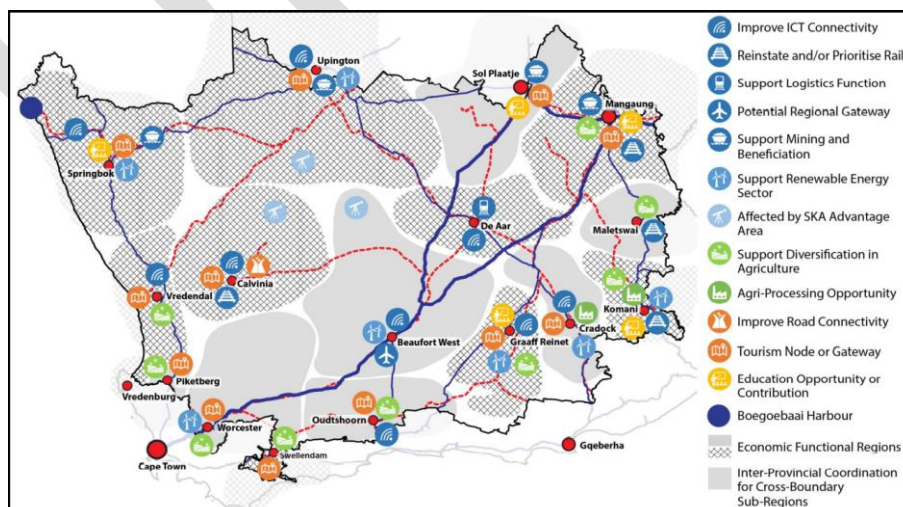 Upington
Sol Plaatje
Mangaung
Springbok
De Aar
Maletswai
Calvinia
Vredendal
Komani
Beaufort West
Graaff Reinet
Cradock
Piketberg
Vredenburg
Worcester
Oudtshoorn
Swellendam
Cape Town
Gqeberha
Improve ICT Connectivity
Reinstate and/or Prioritise Rail
Support Logistics Function
Potential Regional Gateway
Support Mining and
Beneficiation
Support Renewable Energy
Sector
Affected by SKA Advantage
Area
Support Diversification in
Agriculture
Agri-Processing Opportunity
Improve Road Connectivity
Tourism Node or Gateway
Education Opportunity or
Contribution
Boegoebaai Harbour
Economic Functional Regions
Inter-Provincial Coordination
for Cross-Boundary
Sub-Regions